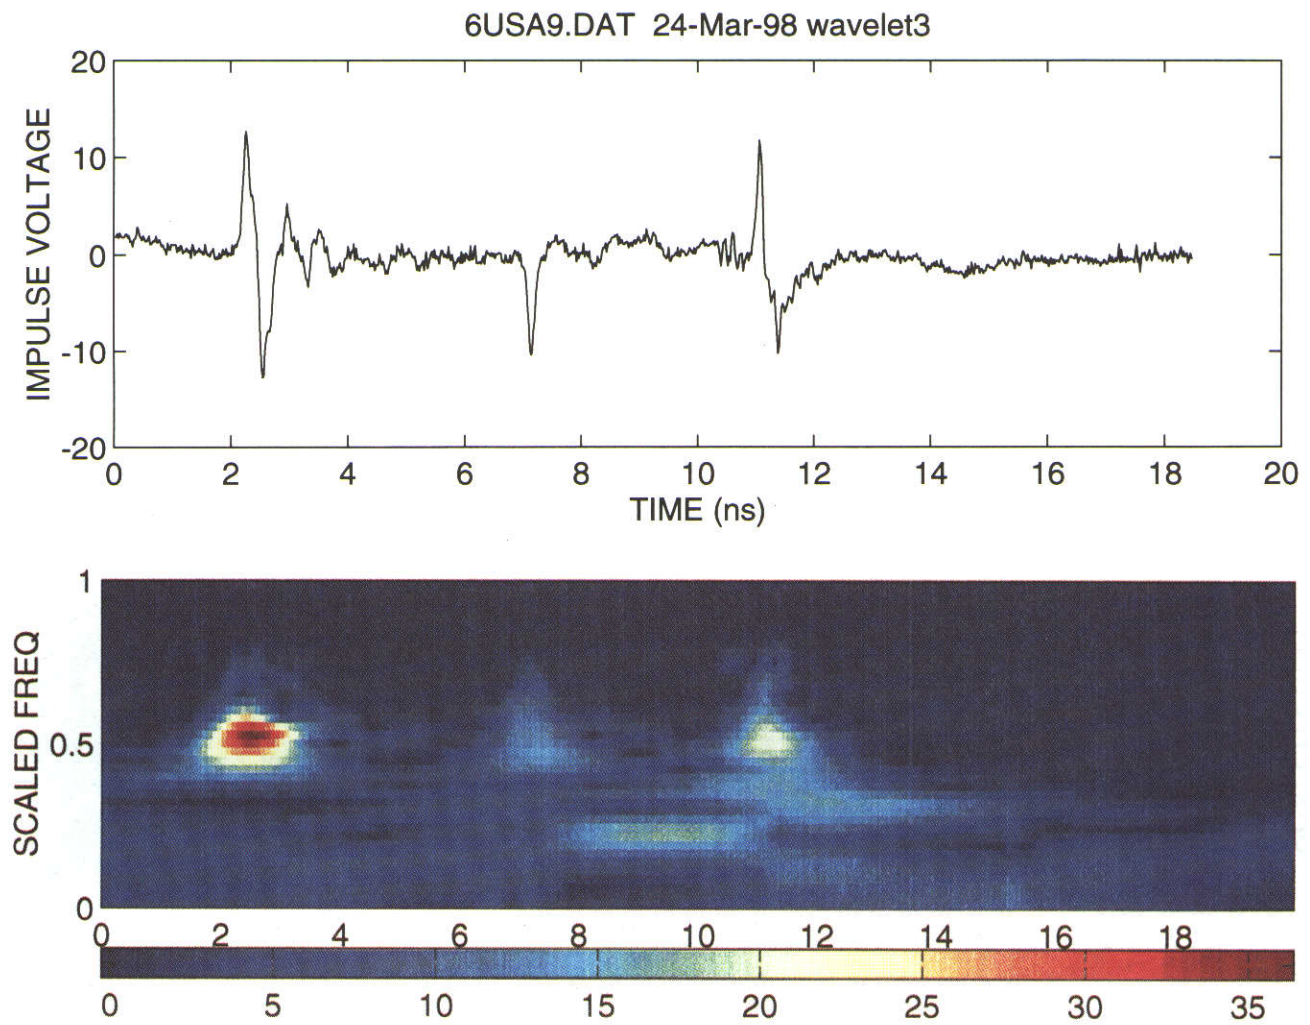 6USA9.DAT 24-Mar-98 wavelet3
20
10
0
-10
-20
IMPULSE VOLTAGE
0 2 4 6 8 10 12 14 16 18 20
TIME (ns)
1
0.5
0
SCALED FREQ
0 2 4 6 8 10 12 14 16 18
0 5 10 15 20 25 30 35